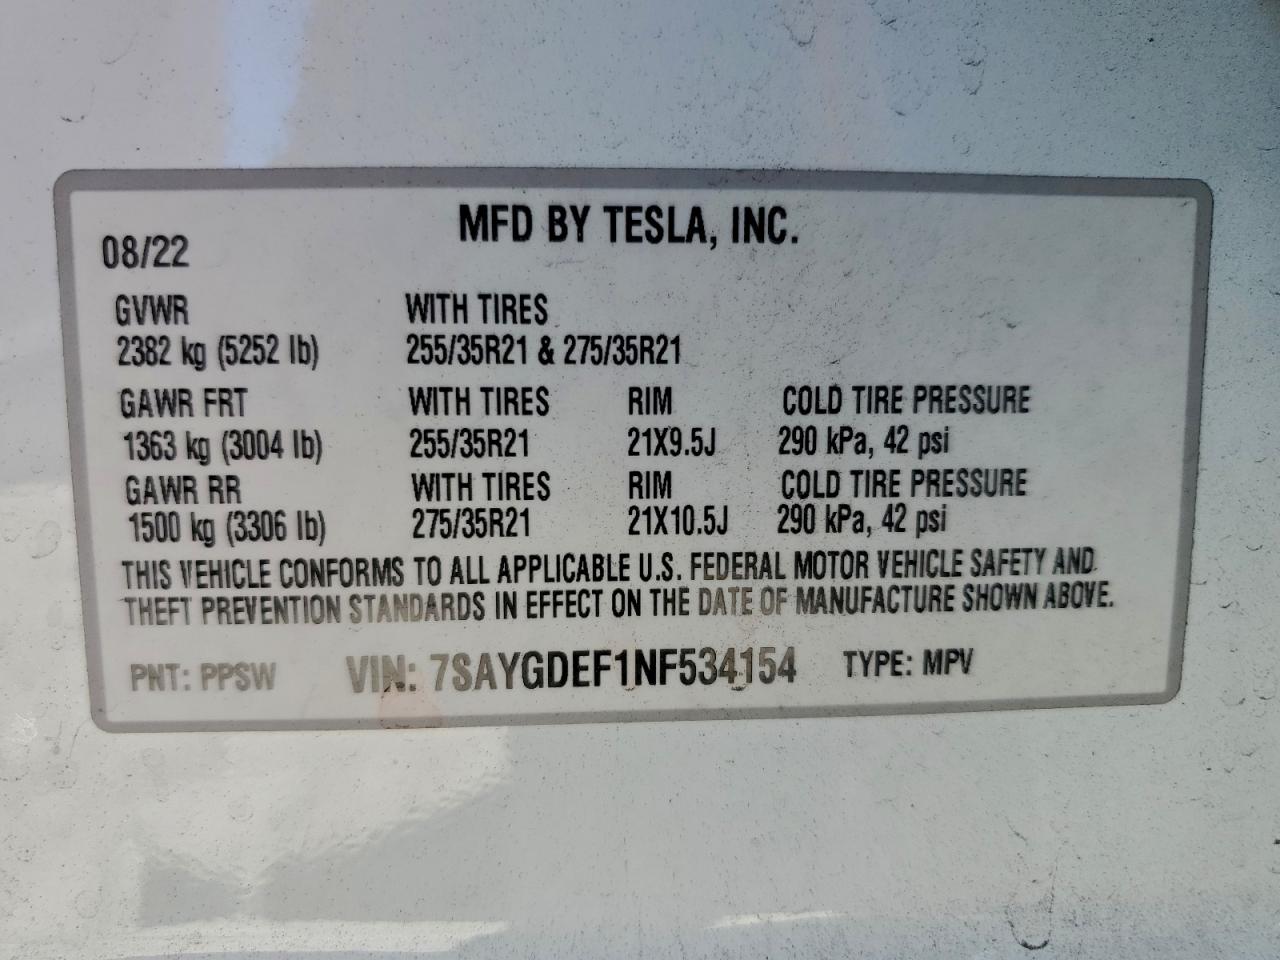 MFD BY TESLA, INC.
08/22
GVWR WITH TIRES
2382 kg (5252 lb) 255/35R21 & 275/35R21
GAWR FRT WITH TIRES RIM COLD TIRE PRESSURE
1363 kg (3004 lb) 255/35R21 21X9.5J 290 kPa, 42 psi
GAWR RR WITH TIRES RIM COLD TIRE PRESSURE
1500 kg (3306 lb) 275/35R21 21X10.5J 290 kPa, 42 psi
THIS VEHICLE CONFORMS TO ALL APPLICABLE U.S. FEDERAL MOTOR VEHICLE SAFETY AND
THEFT PREVENTION STANDARDS IN EFFECT ON THE DATE OF MANUFACTURE SHOWN ABOVE.
PNT: PPSW VIN: 7SAYGDEF1NF534154 TYPE: MPV